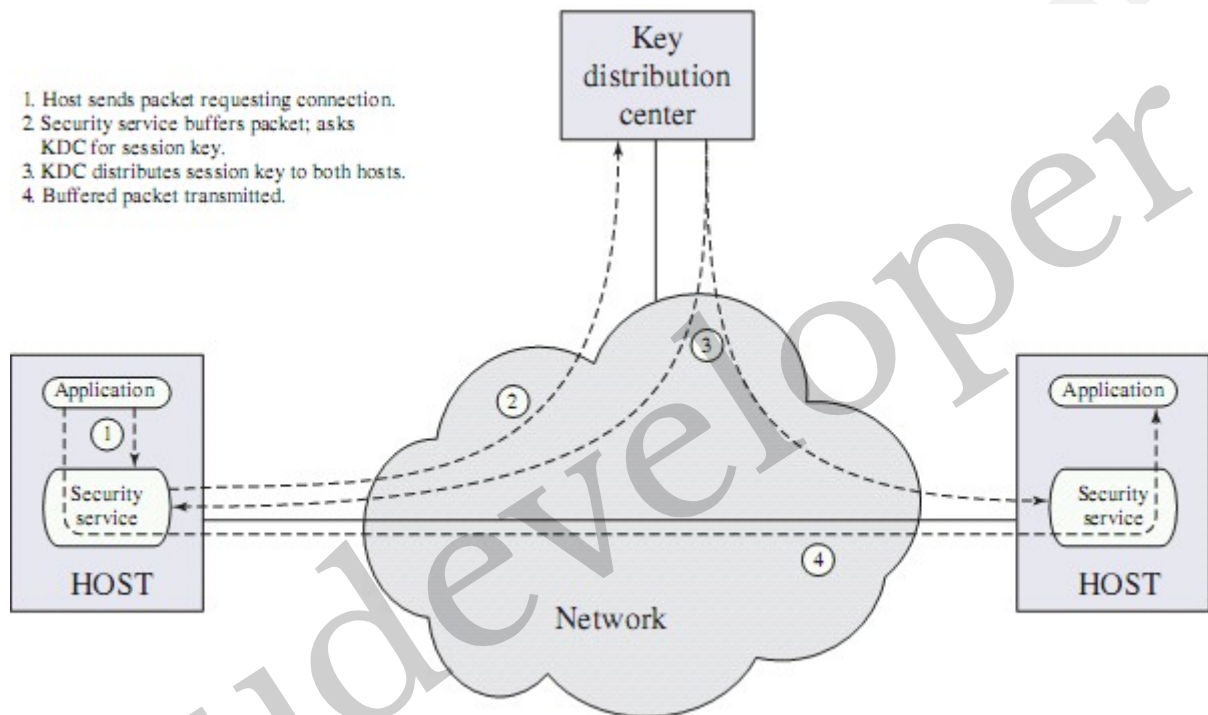 Key
distribution
center
1. Host sends packet requesting connection.
2. Security service buffers packet; asks
KDC for session key.
3. KDC distributes session key to both hosts.
4. Buffered packet transmitted.
3
2
Application
1
Security
service
HOST
Application
Security
service
HOST
4
Network
udeveloper